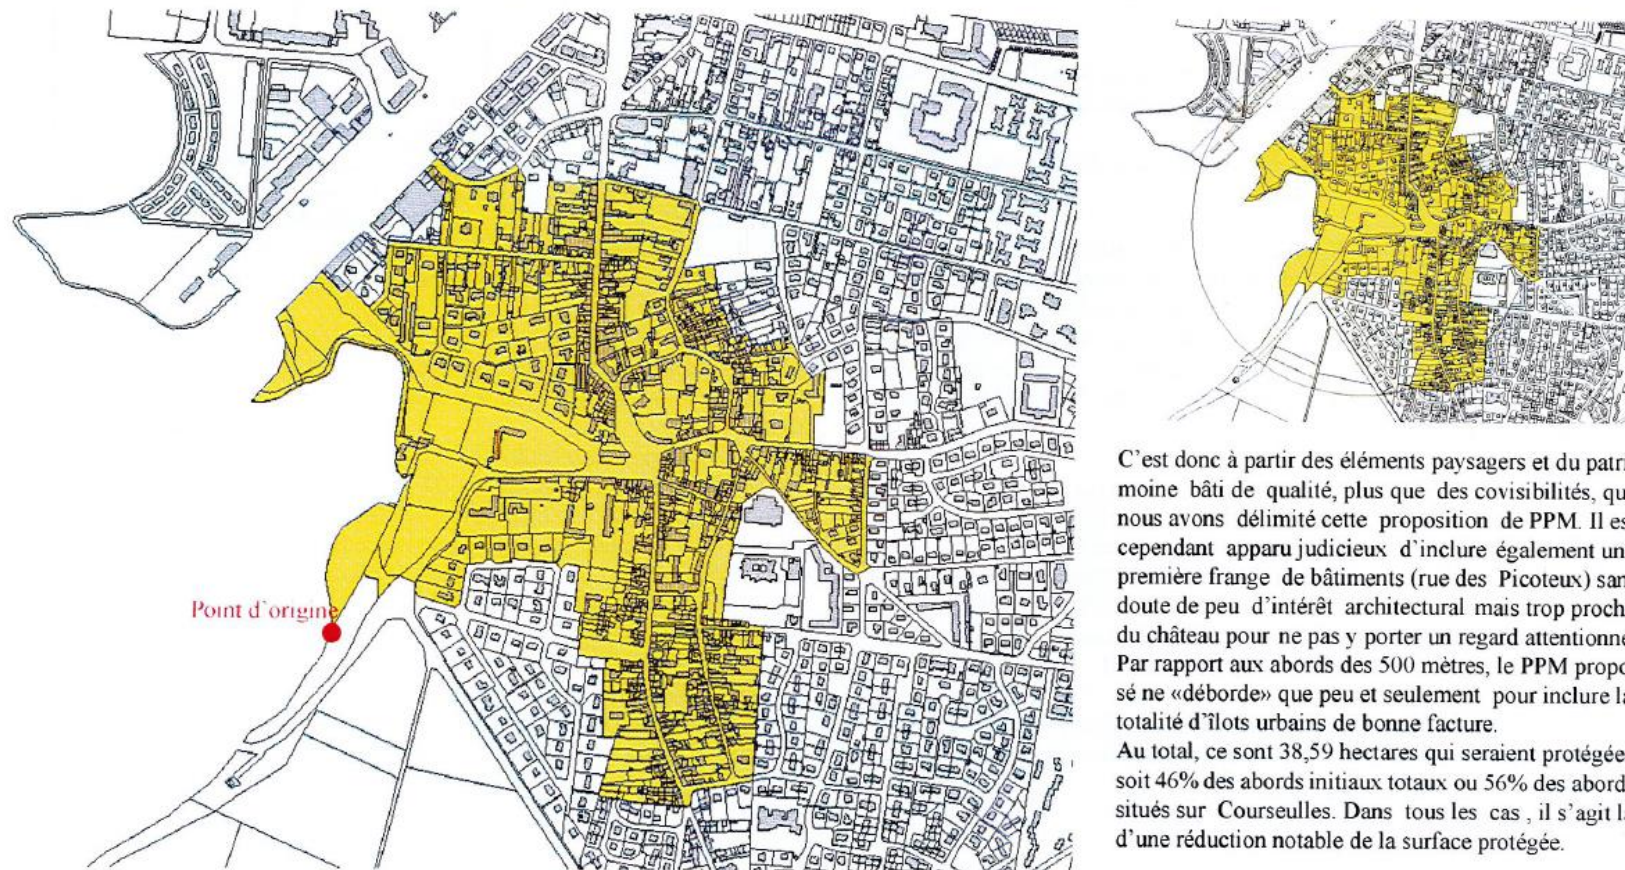 Point d'origine
C'est donc à partir des éléments paysagers et du patri
moine bâti de qualité, plus que des covisibilités, qu
nous avons délimité cette proposition de PPM. Il es
cependant apparu judicieux d'inclure également un
première frange de bâtiments (rue des Picoteux) san
doute de peu d'intérêt architectural mais trop proch
du château pour ne pas y porter un regard attentionné
Par rapport aux abords des 500 mètres, le PPM propo
sé ne «déborde» que peu et seulement pour inclure la
totalité d'îlots urbains de bonne facture.
Au total, ce sont 38,59 hectares qui seraient protégée
soit 46% des abords initiaux totaux ou 56% des abord
situés sur Courseulles. Dans tous les cas , il s'agit l
d'une réduction notable de la surface protégée.